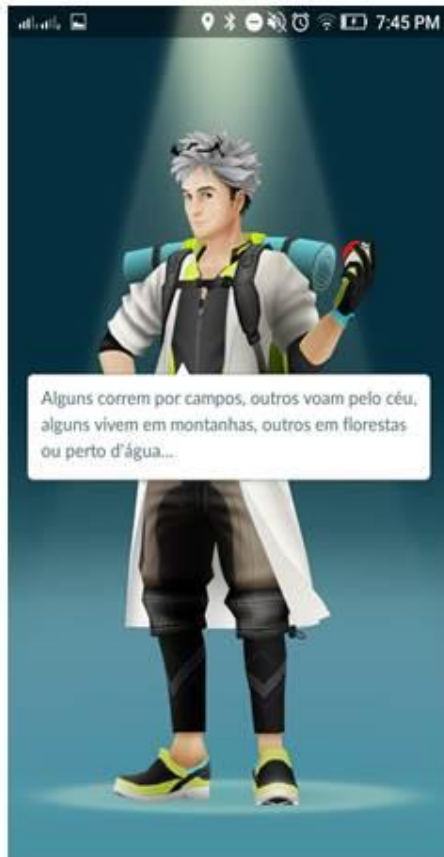 7:45 PM
Alguns correm por campos, outros voam pelo céu,
alguns vivem em montanhas, outros em florestas
ou perto d'água...